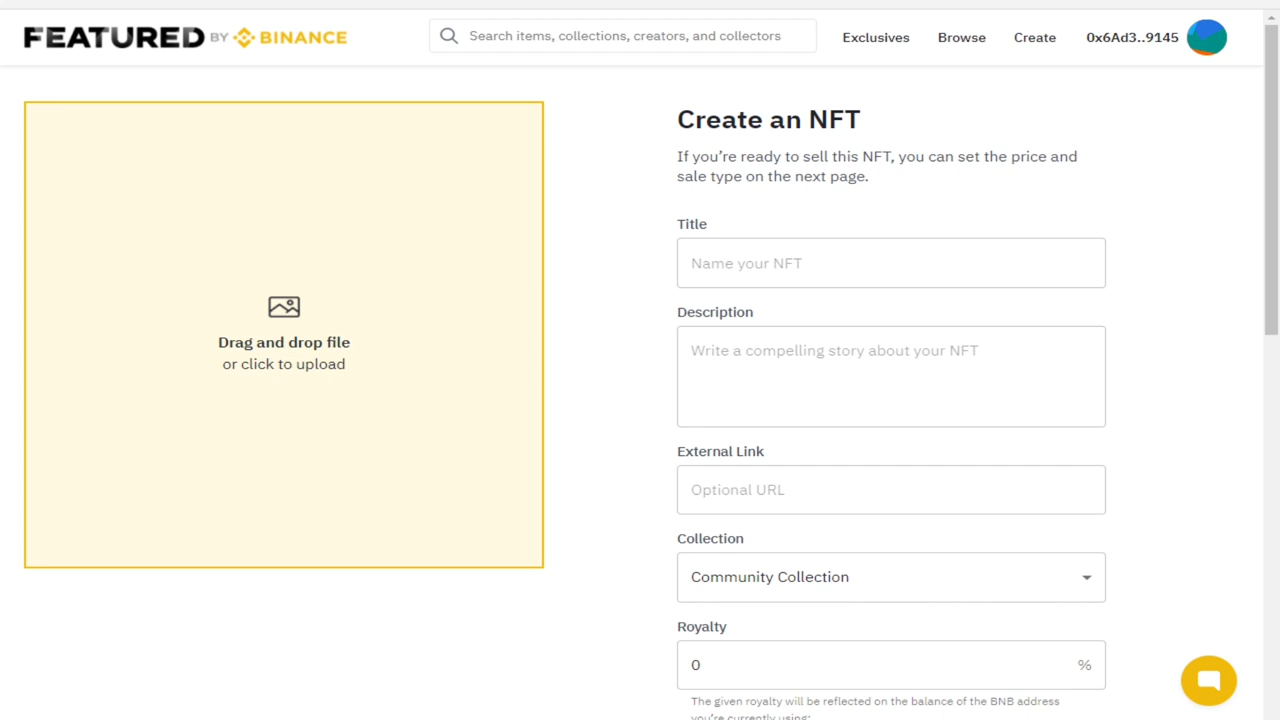 FEATURED BY BINANCE
Search items, collections, creators, and collectors
Exclusives
Browse
Create
0x6Ad3..9145
Drag and drop file
or click to upload
Create an NFT
If you’re ready to sell this NFT, you can set the price and
sale type on the next page.
Title
Name your NFT
Description
Write a compelling story about your NFT
External Link
Optional URL
Collection
Community Collection
Royalty
0 %
The given royalty will be reflected on the balance of the BNB address
you’re currently using: